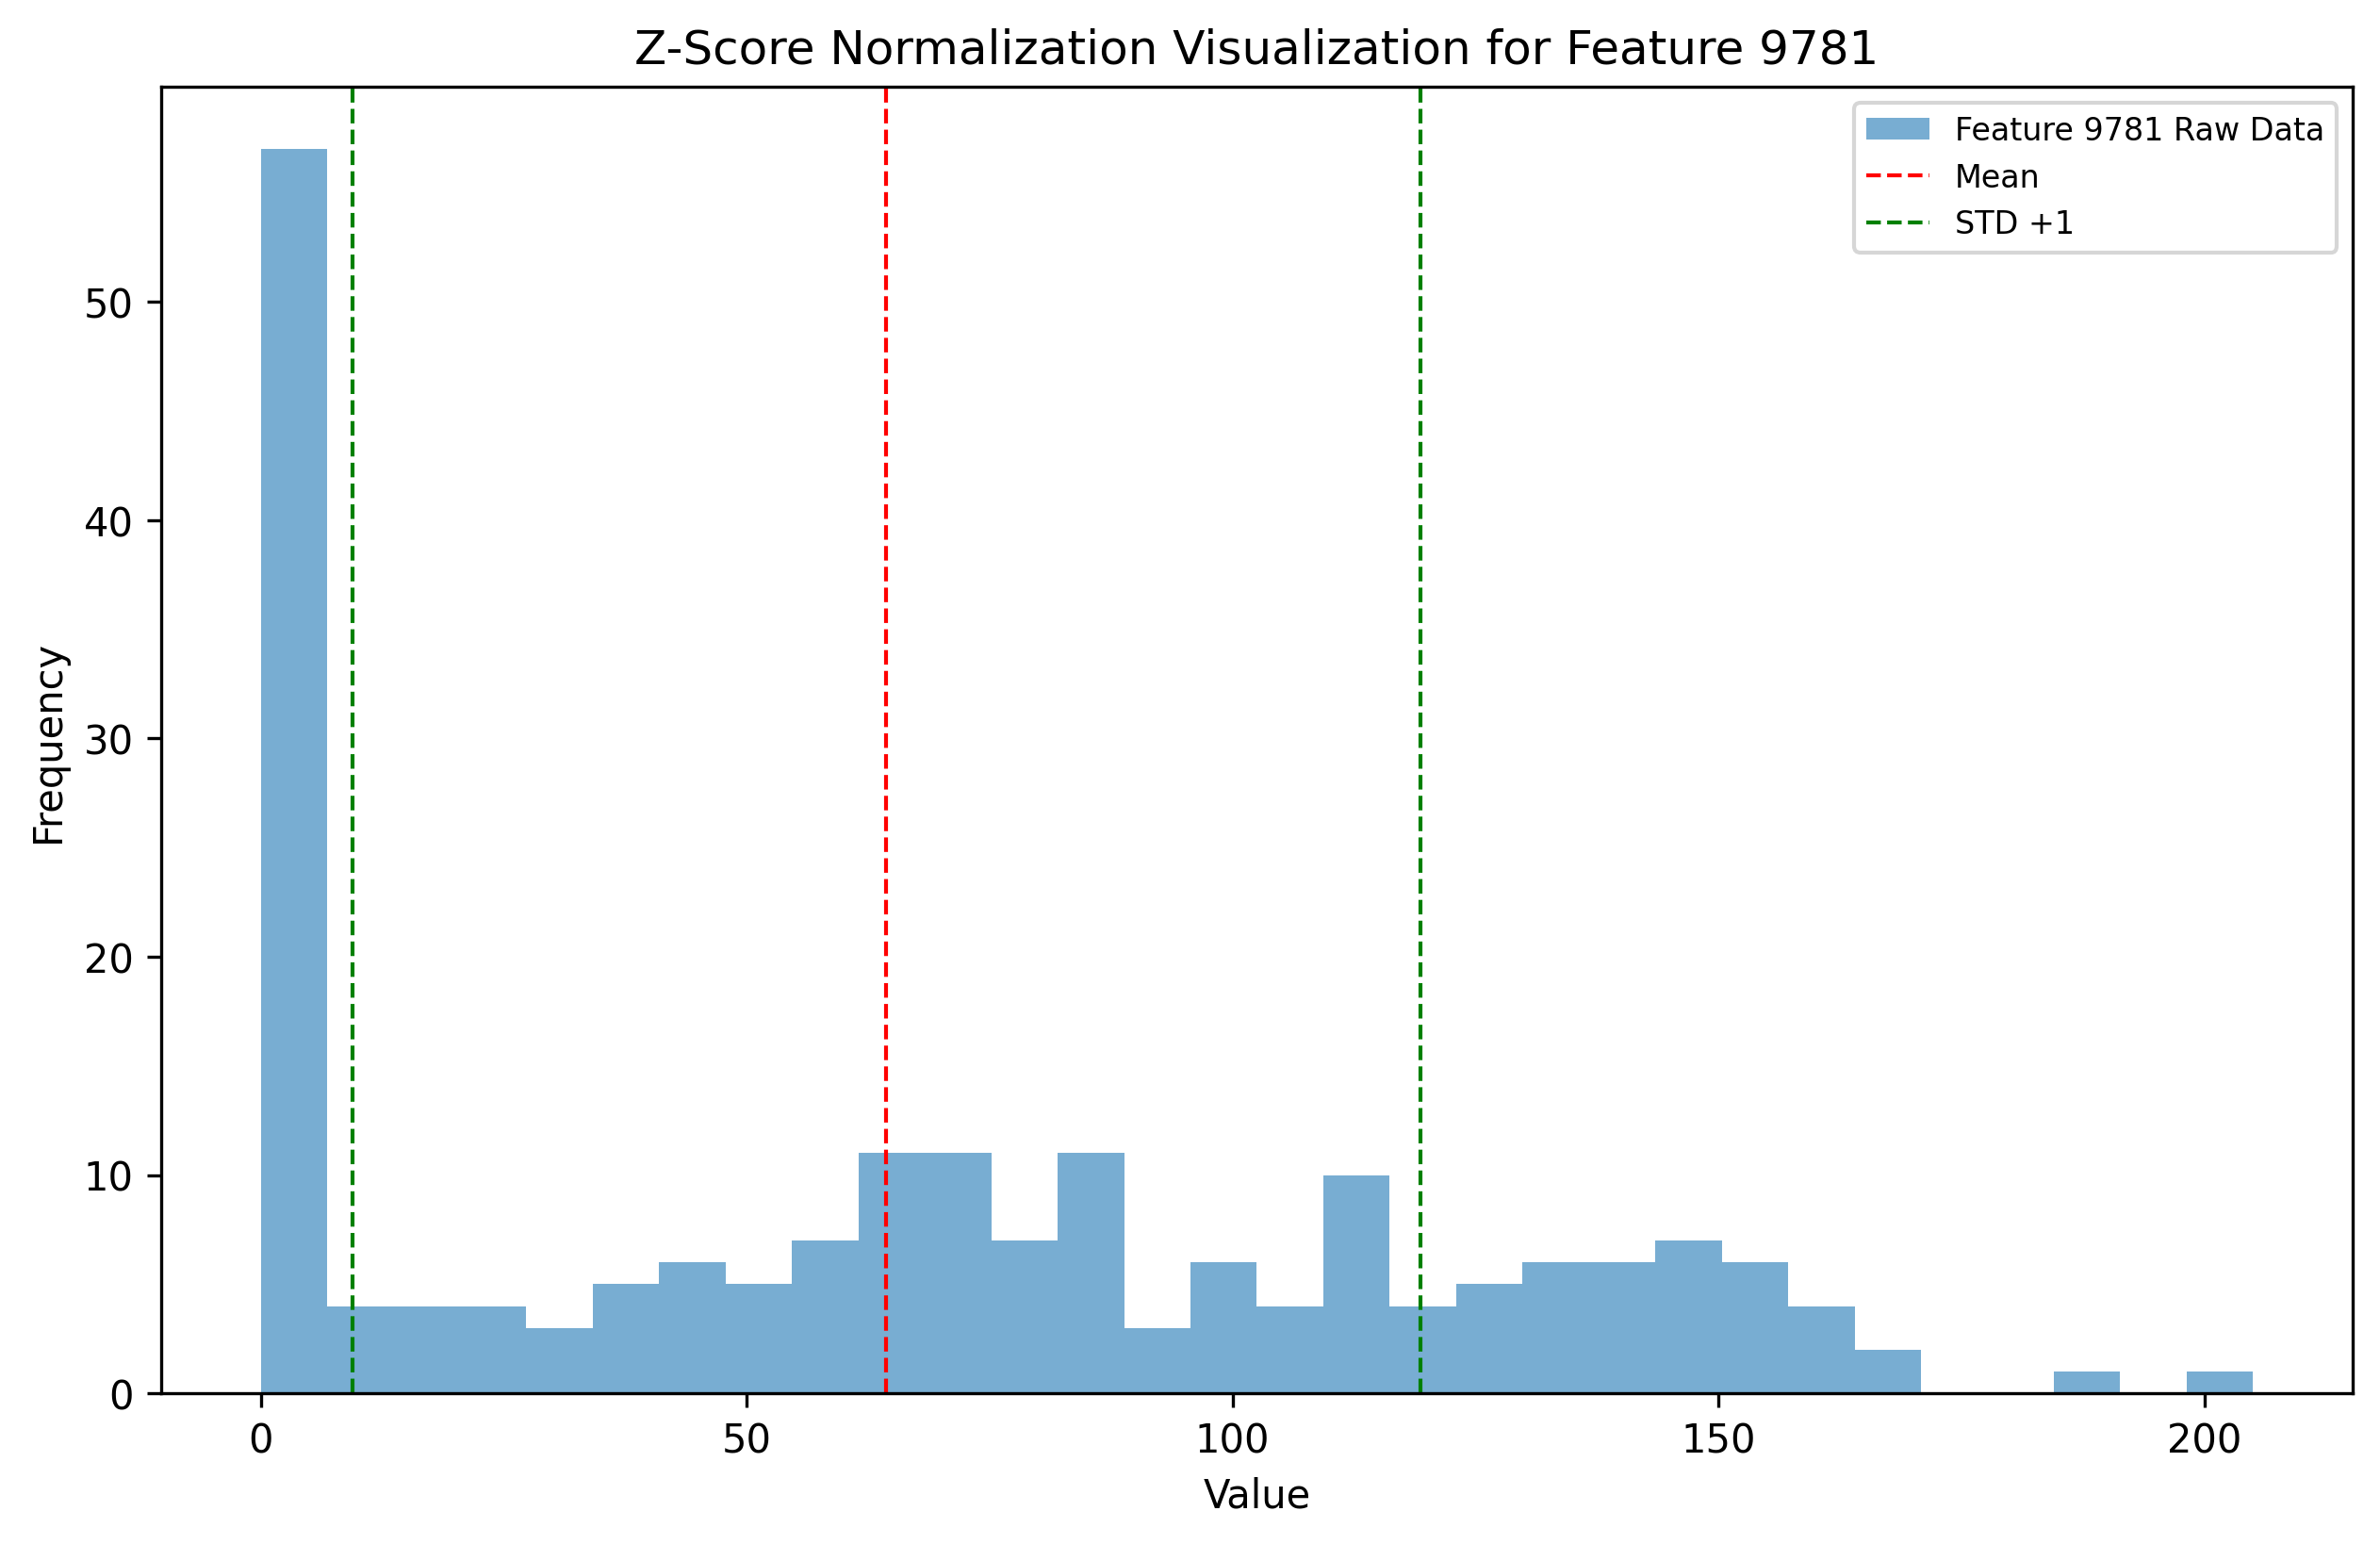 Z-Score Normalization Visualization for Feature 9781
Feature 9781 Raw Data
Mean
STD +1
Frequency
50
40
30
20
10
0
0 50 100 150 200
Value